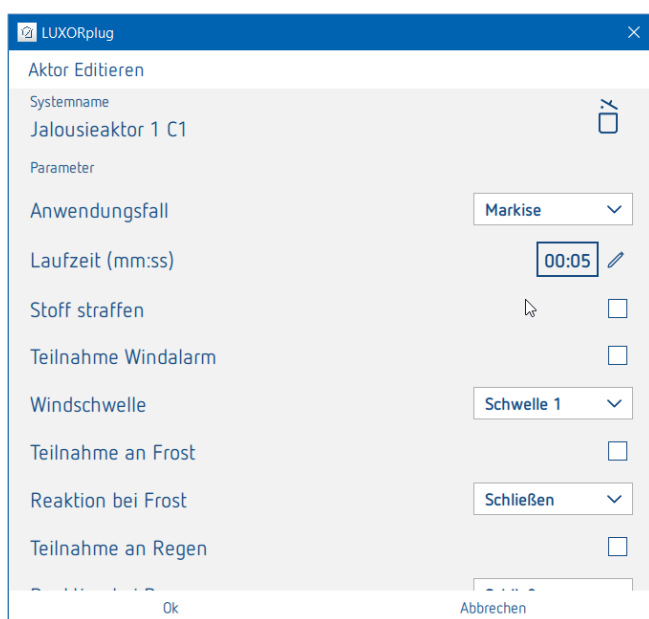 LUXORplug
Aktor Editieren
Systemname
Jalousieaktor 1 C1
Parameter
Anwendungsfall Markise
Laufzeit (mm:ss) 00:05
Stoff straffen
Teilnahme Windalarm
Windschwelle Schwelle 1
Teilnahme an Frost
Reaktion bei Frost Schließen
Teilnahme an Regen
Ok Abbrechen